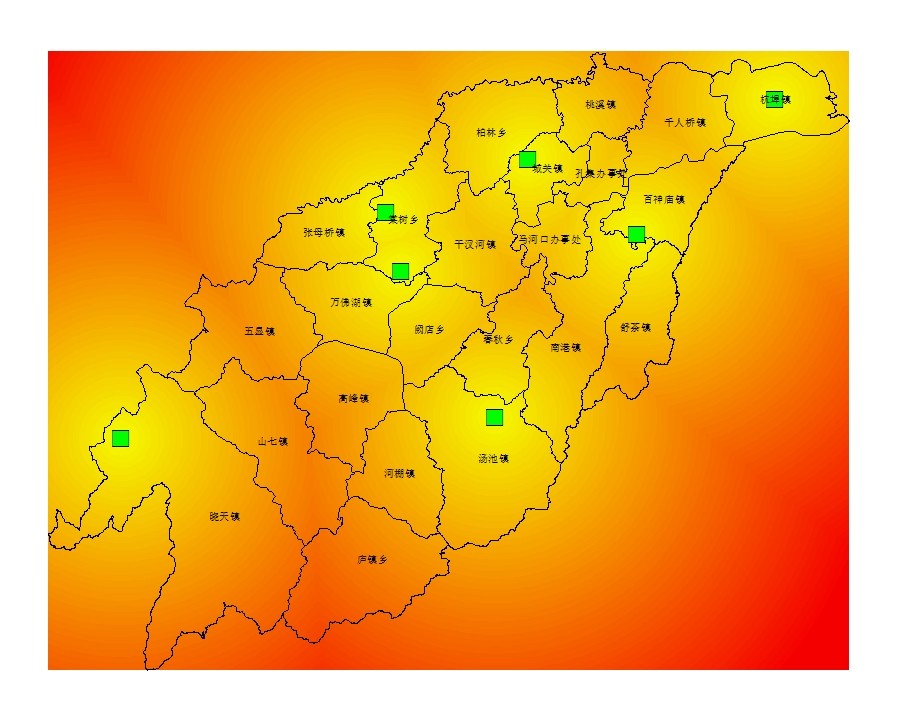 杭埠镇
桃溪镇
千人桥镇
柏林乡
城关镇
孔集办事处
百神庙镇
棠树乡
张母桥镇
干汊河镇
马河口办事处
万佛湖镇
五显镇
阙店乡
春秋乡
舒茶镇
南港镇
高峰镇
山七镇
汤池镇
河棚镇
晓天镇
庐镇乡